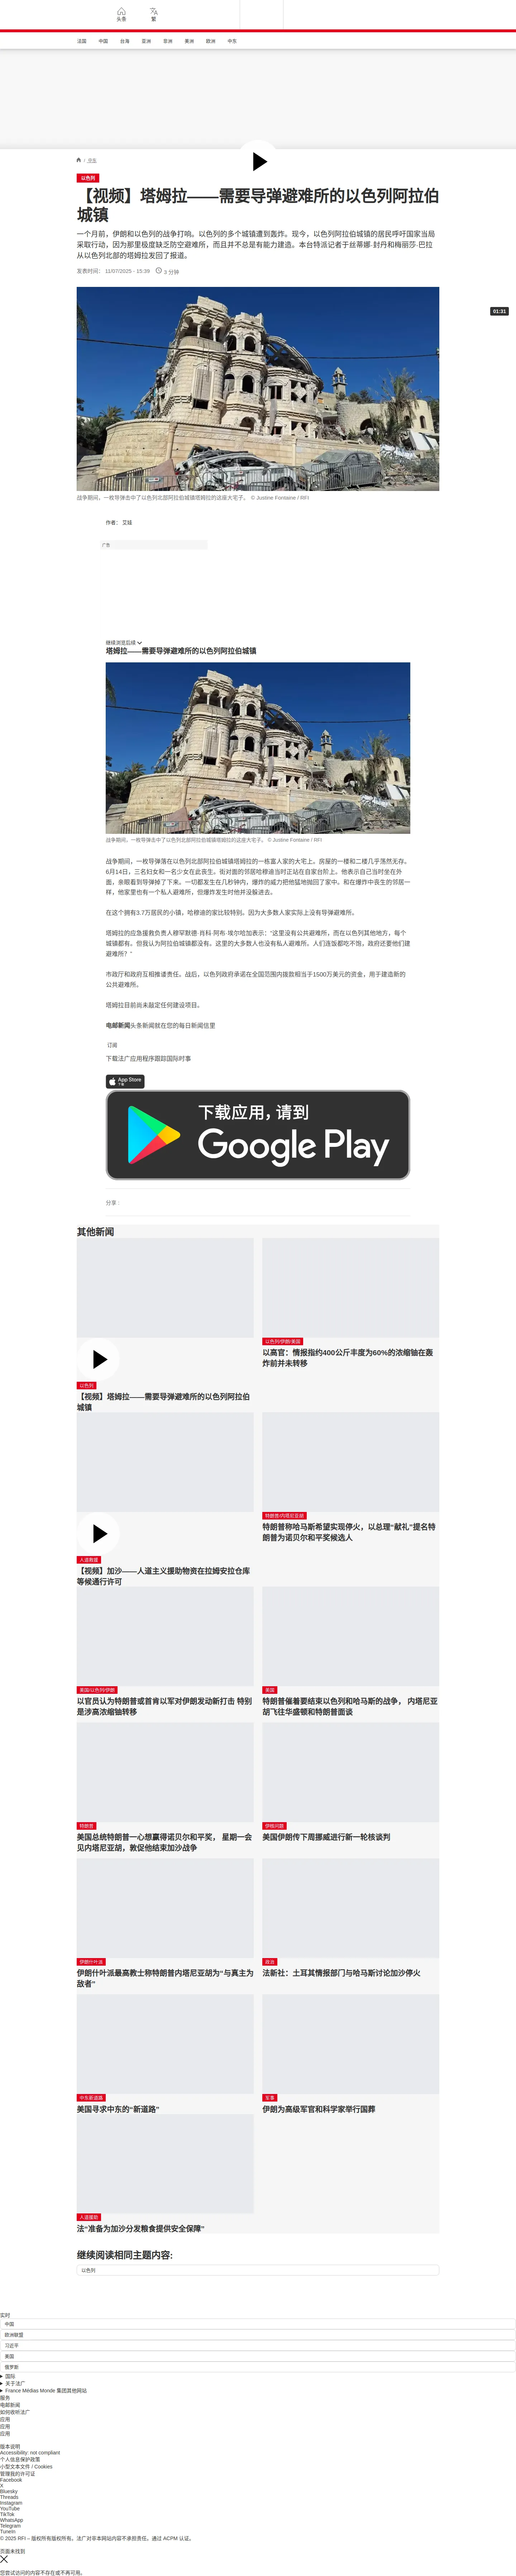 头条
繁
法国
中国
台海
亚洲
非洲
美洲
欧洲
中东
/ 中东
以色列
【视频】塔姆拉——需要导弹避难所的以色列阿拉伯
城镇
一个月前，伊朗和以色列的战争打响。以色列的多个城镇遭到轰炸。现今，以色列阿拉伯城镇的居民呼吁国家当局
采取行动，因为那里极度缺乏防空避难所，而且并不总是有能力建造。本台特派记者于丝蒂娜·封丹和梅丽莎·巴拉
从以色列北部的塔姆拉发回了报道。
发表时间： 11/07/2025 - 15:39
3 分钟
01:31
战争期间，一枚导弹击中了以色列北部阿拉伯城镇塔姆拉的这座大宅子。 © Justine Fontaine / RFI
作者： 艾娃
广告
继续浏览后续
塔姆拉——需要导弹避难所的以色列阿拉伯城镇
战争期间，一枚导弹击中了以色列北部阿拉伯城镇塔姆拉的这座大宅子。 © Justine Fontaine / RFI
战争期间，一枚导弹落在以色列北部阿拉伯城镇塔姆拉的一栋富人家的大宅上。房屋的一楼和二楼几乎荡然无存。
6月14日，三名妇女和一名少女在此丧生。街对面的邻居哈穆迪当时正站在自家台阶上。他表示自己当时坐在外
面，亲眼看到导弹掉了下来。一切都发生在几秒钟内，爆炸的威力把他猛地抛回了家中。和在爆炸中丧生的邻居一
样，他家里也有一个私人避难所，但爆炸发生时他并没躲进去。
在这个拥有3.7万居民的小镇，哈穆迪的家比较特别，因为大多数人家实际上没有导弹避难所。
塔姆拉的应急援救负责人穆罕默德·肖科·阿布·埃尔哈加表示：“这里没有公共避难所，而在以色列其他地方，每个
城镇都有。但我认为阿拉伯城镇都没有。这里的大多数人也没有私人避难所。人们连饭都吃不饱，政府还要他们建
避难所？”
市政厅和政府互相推诿责任。战后，以色列政府承诺在全国范围内拨款相当于1500万美元的资金，用于建造新的
公共避难所。
塔姆拉目前尚未敲定任何建设项目。
电邮新闻头条新闻就在您的每日新闻信里
订阅
下载法广应用程序跟踪国际时事
App Store
下载
下载应用，请到
Google Play
分享 :
其他新闻
以色列
【视频】塔姆拉——需要导弹避难所的以色列阿拉伯
城镇
以色列/伊朗/美国
以高官：情报指约400公斤丰度为60%的浓缩铀在轰
炸前并未转移
人道救援
【视频】加沙——人道主义援助物资在拉姆安拉仓库
等候通行许可
特朗普/内塔尼亚胡
特朗普称哈马斯希望实现停火，以总理“献礼”提名特
朗普为诺贝尔和平奖候选人
美国/以色列/伊朗
以官员认为特朗普或首肯以军对伊朗发动新打击 特别
是涉高浓缩铀转移
美国
特朗普催着要结束以色列和哈马斯的战争， 内塔尼亚
胡飞往华盛顿和特朗普面谈
特朗普
美国总统特朗普一心想赢得诺贝尔和平奖， 星期一会
见内塔尼亚胡，敦促他结束加沙战争
伊核问题
美国伊朗传下周挪威进行新一轮核谈判
伊朗什叶派
伊朗什叶派最高教士称特朗普内塔尼亚胡为“与真主为
敌者”
政治
法新社：土耳其情报部门与哈马斯讨论加沙停火
中东新道路
美国寻求中东的“新道路”
军事
伊朗为高级军官和科学家举行国葬
人道援助
法“准备为加沙分发粮食提供安全保障”
继续阅读相同主题内容:
以色列
实时
中国
欧洲联盟
习近平
美国
俄罗斯
国际
关于法广
France Médias Monde 集团其他网站
服务
电邮新闻
如何收听法广
应用
应用
应用
版本说明
Accessibility: not compliant
个人信息保护政策
小型文本文件 / Cookies
管理我的许可证
Facebook
X
Bluesky
Threads
Instagram
YouTube
TikTok
WhatsApp
Telegram
TuneIn
© 2025 RFI – 版权所有版权所有。法广对非本网站内容不承担责任。通过 ACPM 认证。
页面未找到
您尝试访问的内容不存在或不再可用。